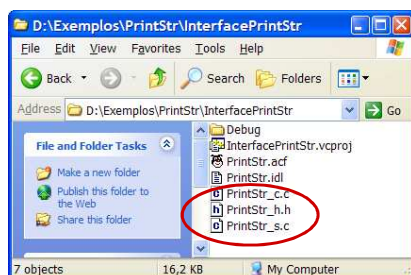 D:\Exemplos\PrintStr\InterfacePrintStr
File Edit View Favorites Tools Help
Back Search Folders
Address D:\Exemplos\PrintStr\InterfacePrintStr Go
File and Folder Tasks
Make a new folder
Publish this folder to
the Web
Share this folder
Debug
InterfacePrintStr.vcproj
PrintStr.acf
PrintStr.idl
PrintStr_c.c
PrintStr_h.h
PrintStr_s.c
7 objects 16,2 KB My Computer